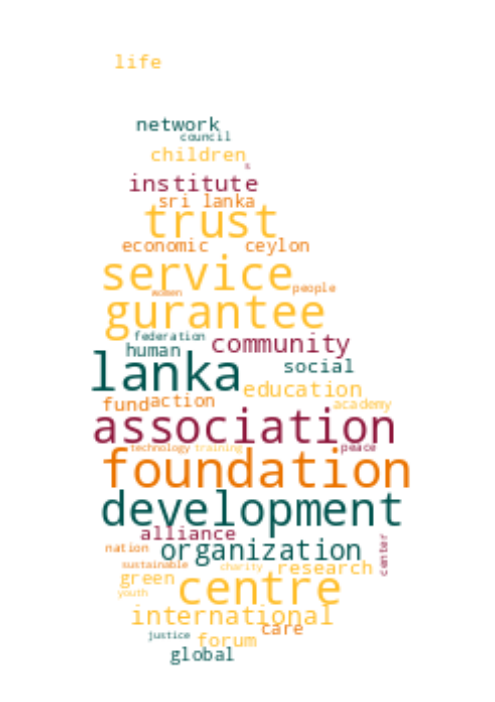 life
network
council
children
s
institute
sri lanka
trust
economic ceylon
service
women people
gurantee
federation
human community
lanka social
education
fund action academy
association
technology training peace
foundation
development
alliance
nation organization center
sustainable charity research
green centre
youth
international
justice forum care
global